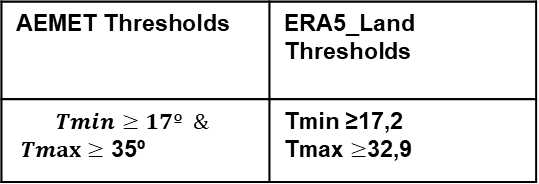 AEMET Thresholds
ERA5_Land
Thresholds
Tmin ≥ 17º &
Tmax ≥ 35º
Tmin ≥17,2
Tmax ≥32,9